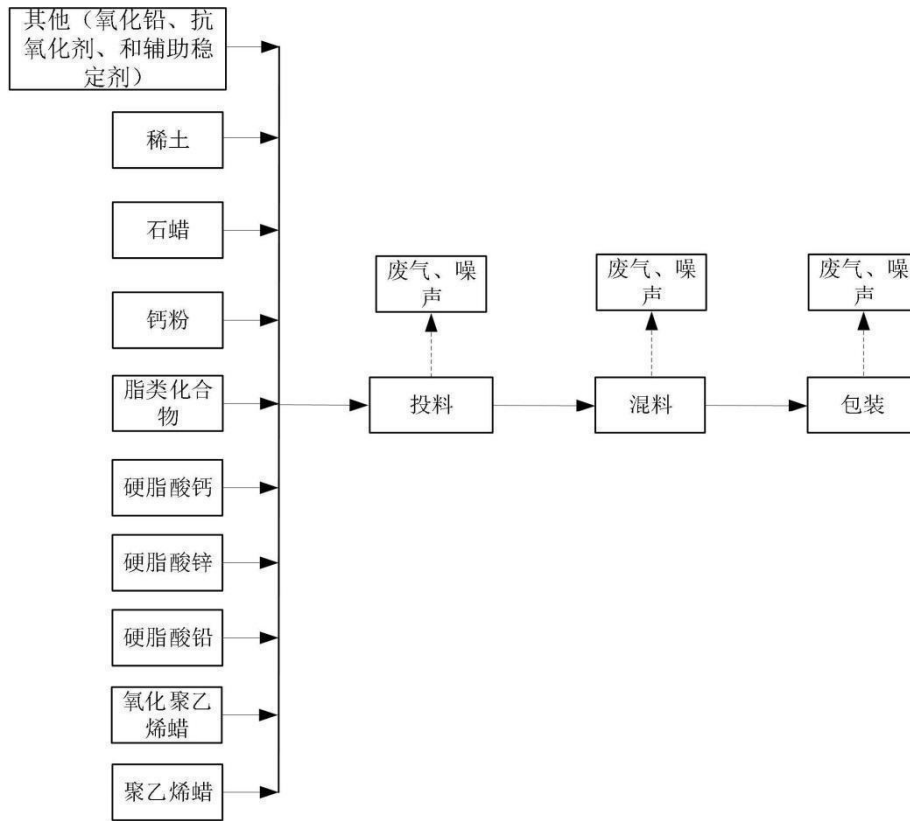 其他（氧化铅、抗
氧化剂、和辅助稳
定剂）
稀土
石蜡
钙粉
脂类化合
物
硬脂酸钙
硬脂酸锌
硬脂酸铅
氧化聚乙
烯蜡
聚乙烯蜡
废气、噪
声
投料
废气、噪
声
混料
废气、噪
声
包装